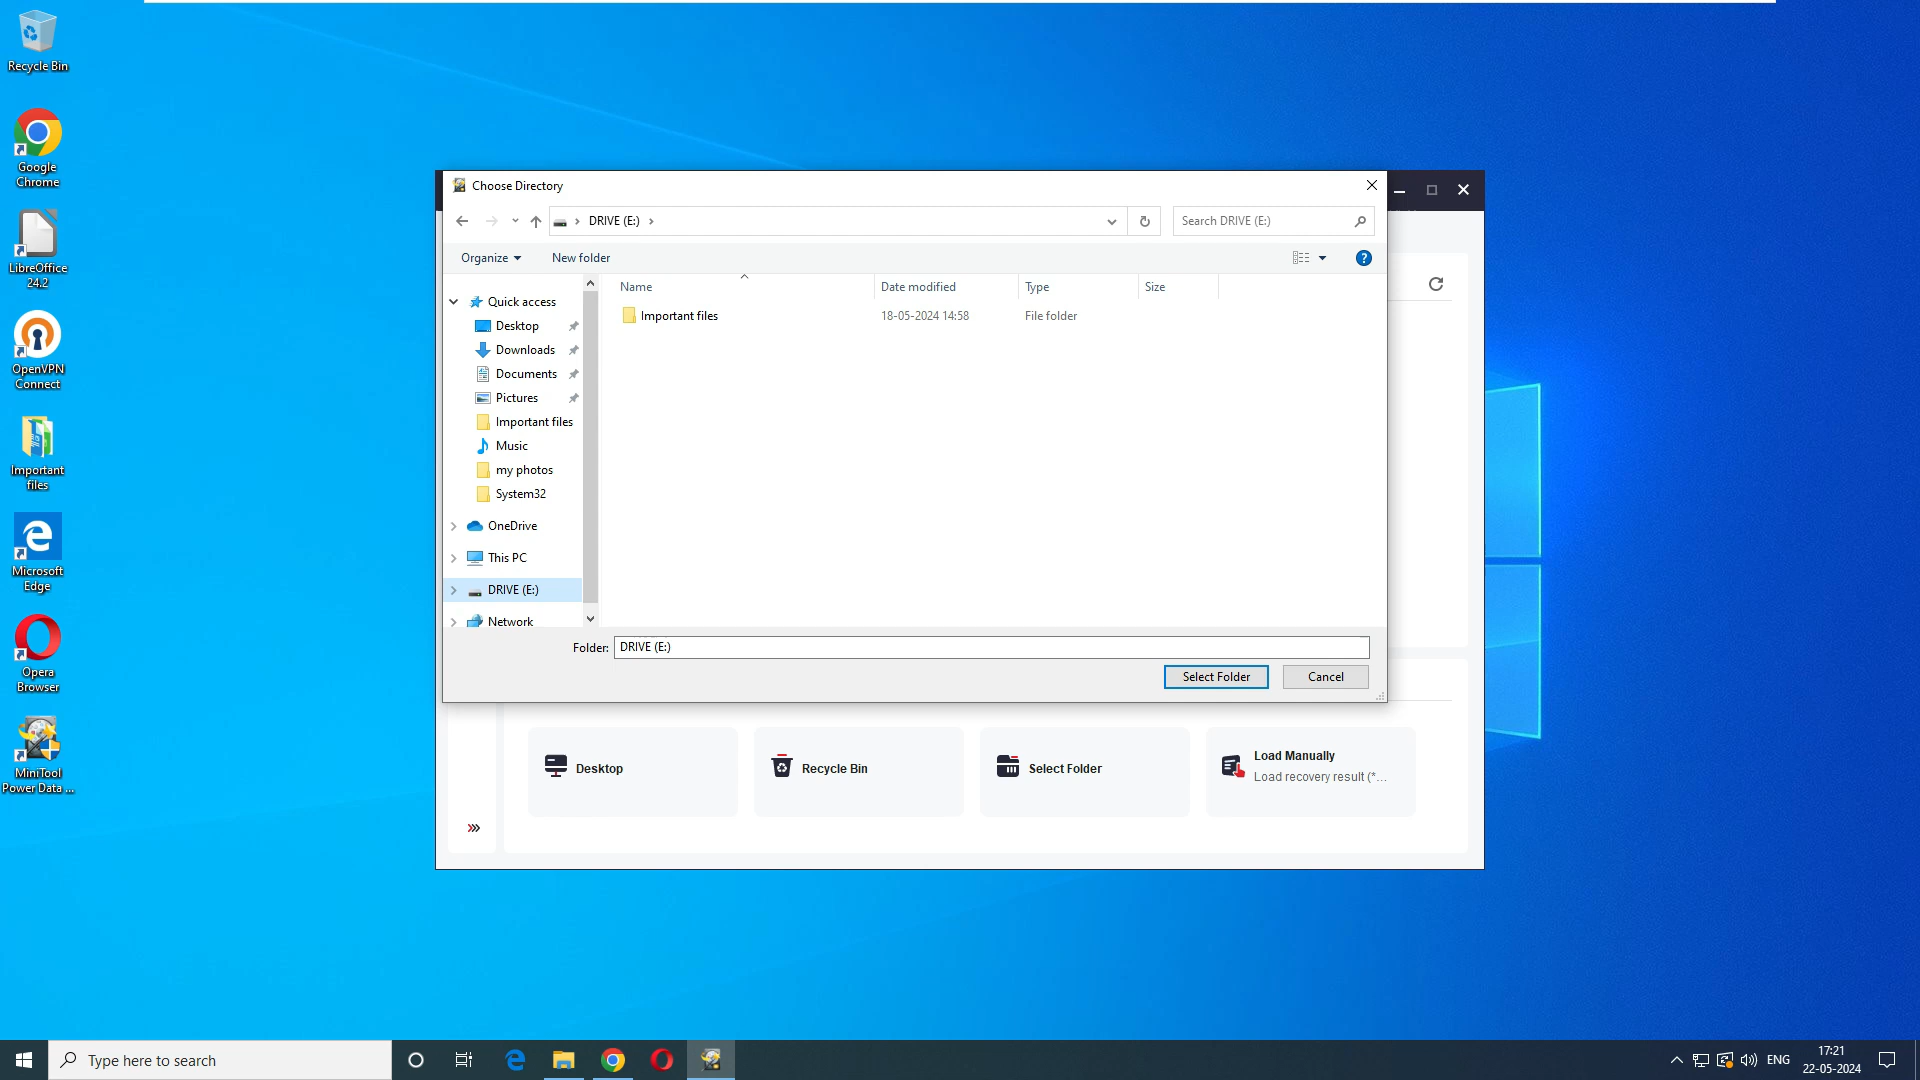 Recycle Bin
Google
Chrome
LibreOffice
24.2
OpenVPN
Connect
Important
files
Microsoft
Edge
Opera
Browser
MiniTool
Power Data ...
Choose Directory
DRIVE (E:)
Search DRIVE (E:)
Organize
New folder
?
Name
Date modified
Type
Size
Important files
18-05-2024 14:58
File folder
Quick access
Desktop
Downloads
Documents
Pictures
Important files
Music
my photos
System32
OneDrive
This PC
DRIVE (E:)
Network
Folder:
DRIVE (E:)
Select Folder
Cancel
Desktop
Recycle Bin
Select Folder
Load Manually
Load recovery result (*...
Type here to search
ENG
17:21
22-05-2024